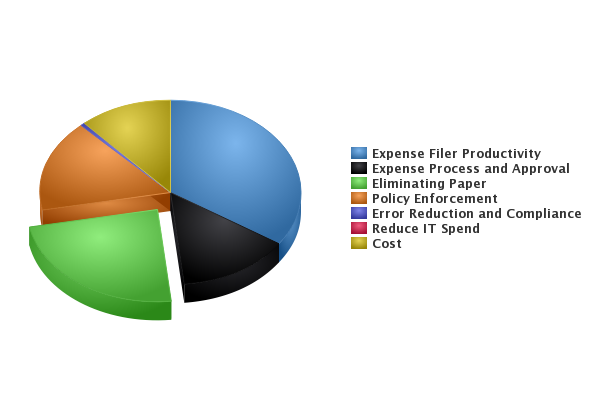 Expense Filer Productivity
Expense Process and Approval
Eliminating Paper
Policy Enforcement
Error Reduction and Compliance
Reduce IT Spend
Cost